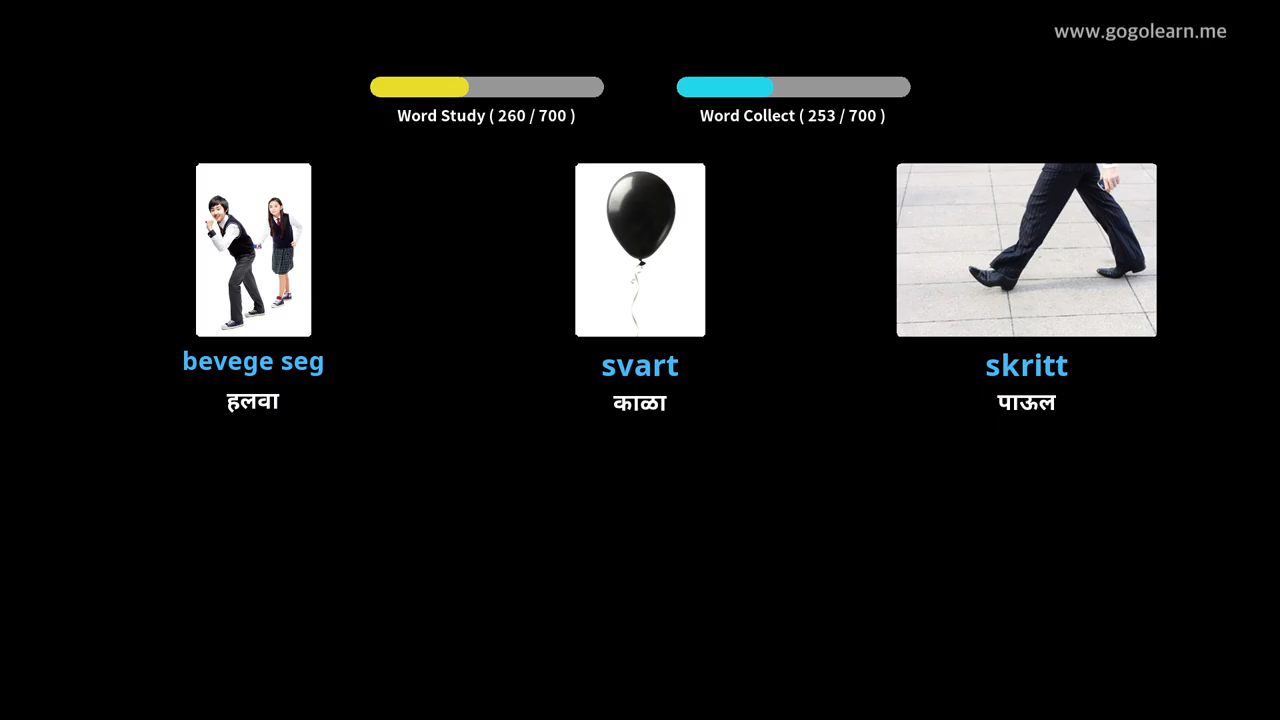 www.gogolearn.me
Word Study ( 260 / 700 )
Word Collect ( 253 / 700 )
bevege seg
svart
skritt
हलवा
काळा
पाऊल